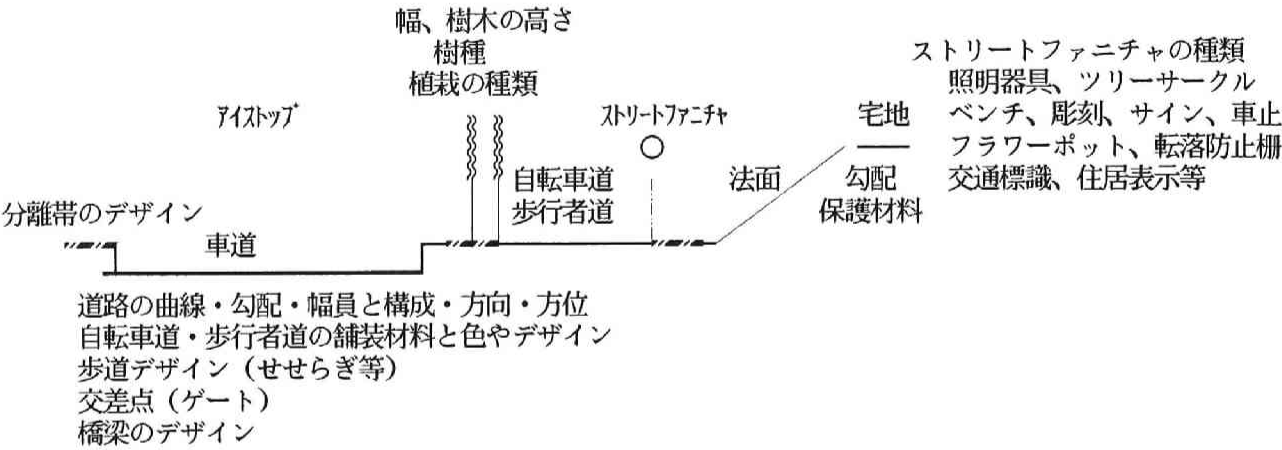 幅、樹木の高さ
樹種
植栽の種類
ストリートファニチャの種類
照明器具、ツリーサークル
ベンチ、彫刻、サイン、車止
フラワーポット、転落防止柵
交通標識、住居表示等
アイストップ
ストリートファニチャ
宅地
自転車道
歩行者道
法面
勾配
保護材料
分離帯のデザイン
車道
道路の曲線・勾配・幅員と構成・方向・方位
自転車道・歩行者道の舗装材料と色やデザイン
歩道デザイン（せせらぎ等）
交差点（ゲート）
橋梁のデザイン